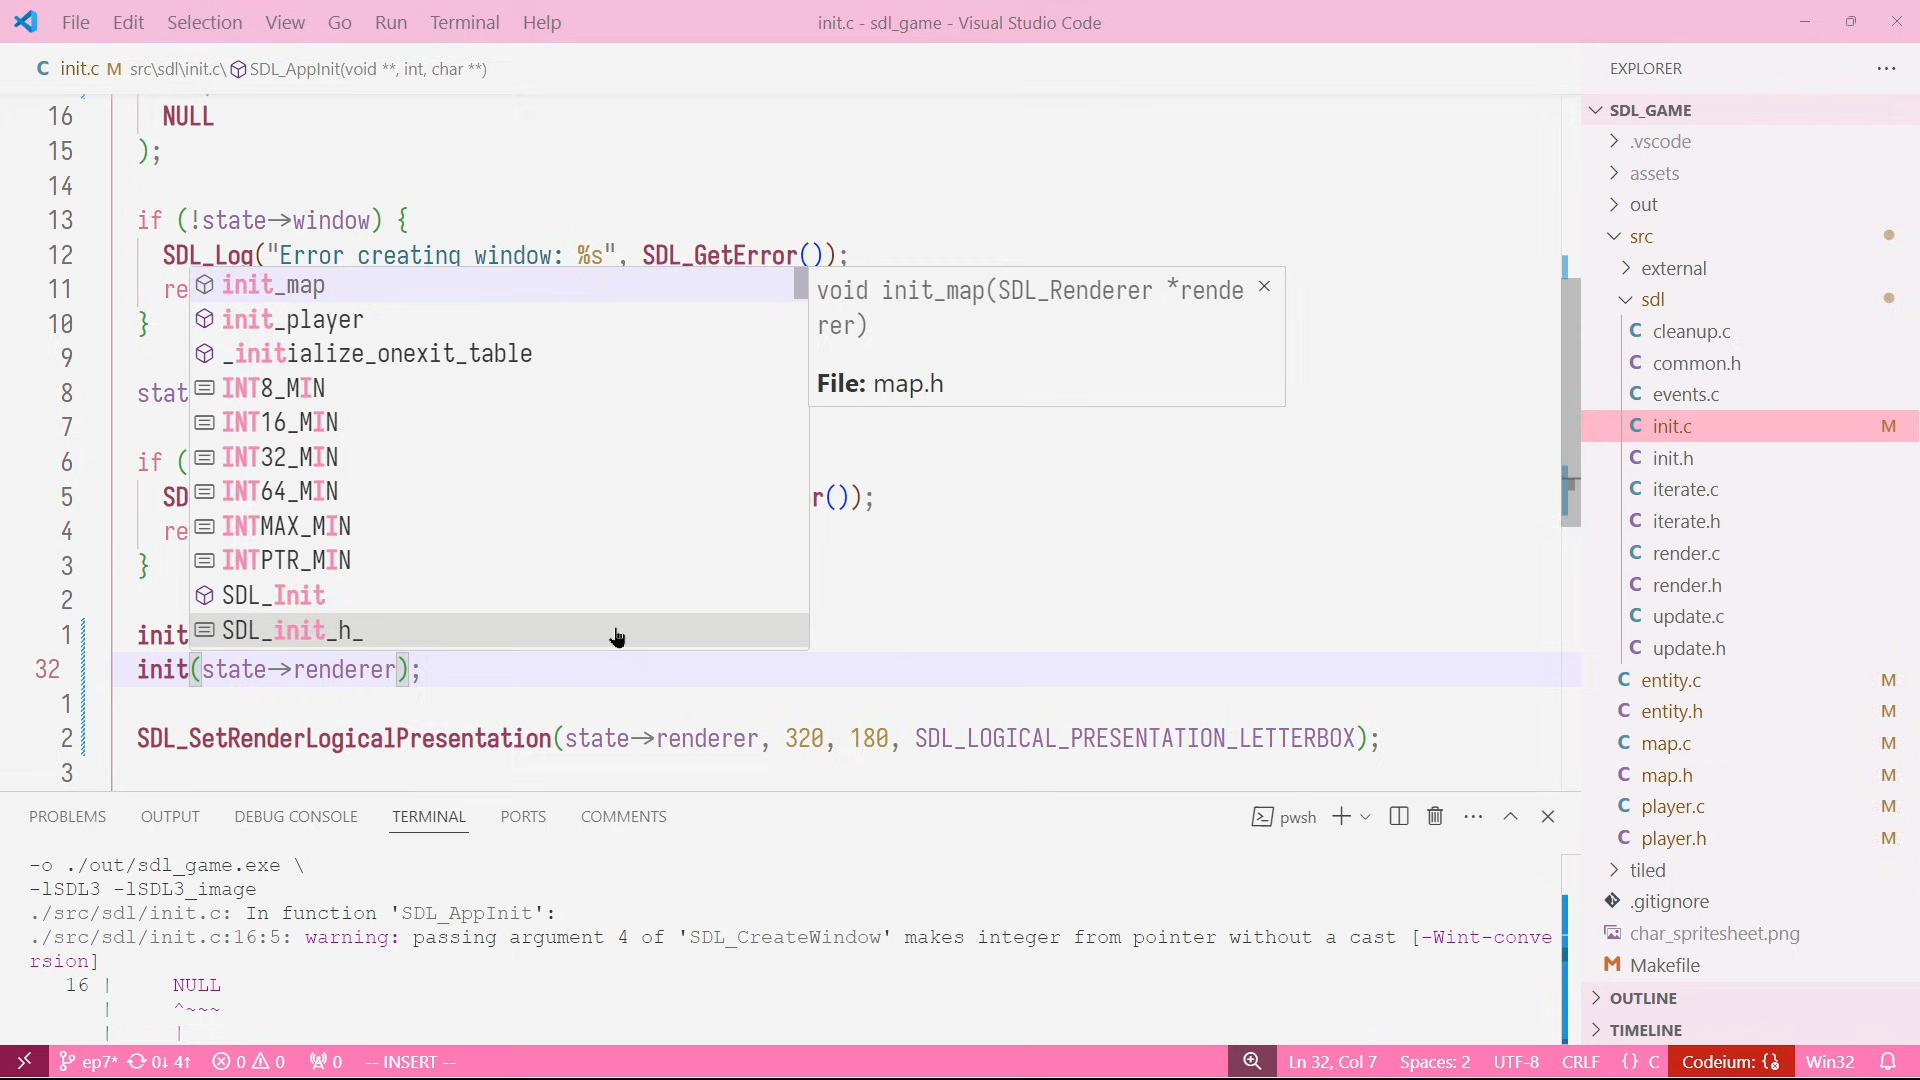 File Edit Selection View Go Run Terminal Help
init.c - sdl_game - Visual Studio Code
C init.c M src\sdl\init.c\ SDL_AppInit(void **, int, char **)
16 NULL
15 );
14
13 if (!state->window) {
12 SDL_Log("Error creating window: %s", SDL_GetError());
11 re
10 }
9
8 stat
7
6 if (
5 SD r());
4 re
3 }
2
1 init
32 init(state->renderer);
1
2 SDL_SetRenderLogicalPresentation(state->renderer, 320, 180, SDL_LOGICAL_PRESENTATION_LETTERBOX);
3
init_map
init_player
_initialize_onexit_table
INT8_MIN
INT16_MIN
INT32_MIN
INT64_MIN
INTMAX_MIN
INTPTR_MIN
SDL_Init
SDL_init_h_
void init_map(SDL_Renderer *rende
rer)
File: map.h
PROBLEMS OUTPUT DEBUG CONSOLE TERMINAL PORTS COMMENTS
pwsh
-o ./out/sdl_game.exe \
-lSDL3 -lSDL3_image
./src/sdl/init.c: In function 'SDL_AppInit':
./src/sdl/init.c:16:5: warning: passing argument 4 of 'SDL_CreateWindow' makes integer from pointer without a cast [-Wint-conve
rsion]
16 | NULL
| ^~~~
| |
EXPLORER
SDL_GAME
.vscode
assets
out
src
external
sdl
C cleanup.c
C common.h
C events.c
C init.c M
C init.h
C iterate.c
C iterate.h
C render.c
C render.h
C update.c
C update.h
C entity.c M
C entity.h M
C map.c M
C map.h M
C player.c M
C player.h M
tiled
.gitignore
char_spritesheet.png
M Makefile
OUTLINE
TIMELINE
ep7* 0↓ 4↑ 0 0 0 -- INSERT --
Ln 32, Col 7 Spaces: 2 UTF-8 CRLF {} C Codeium: {} Win32